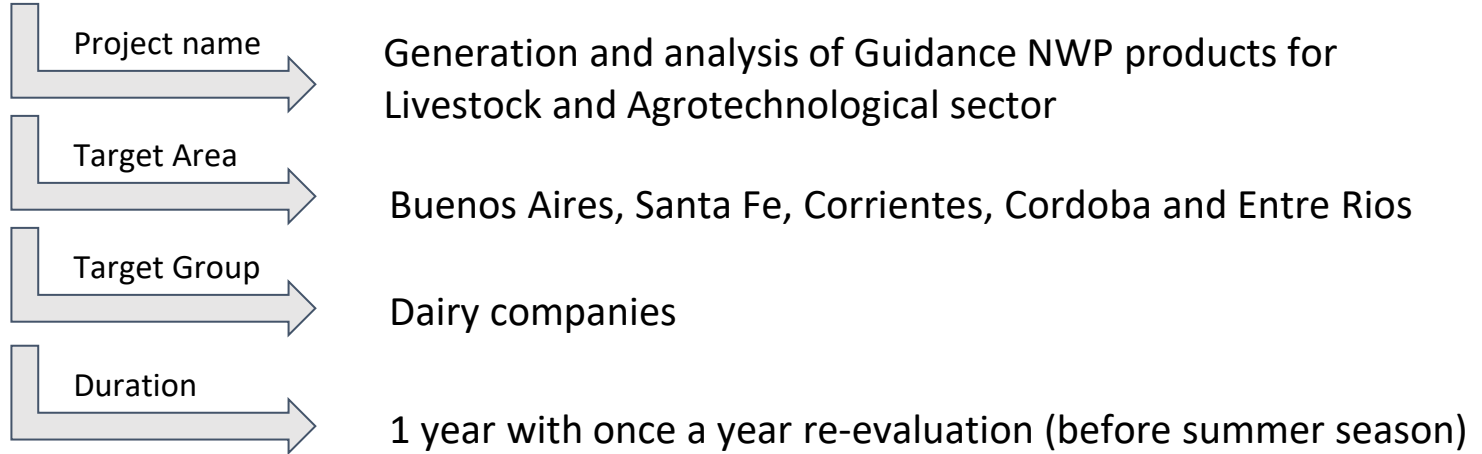 Project name
Generation and analysis of Guidance NWP products for
Livestock and Agrotechnological sector
Target Area
Buenos Aires, Santa Fe, Corrientes, Cordoba and Entre Rios
Target Group
Dairy companies
Duration
1 year with once a year re-evaluation (before summer season)